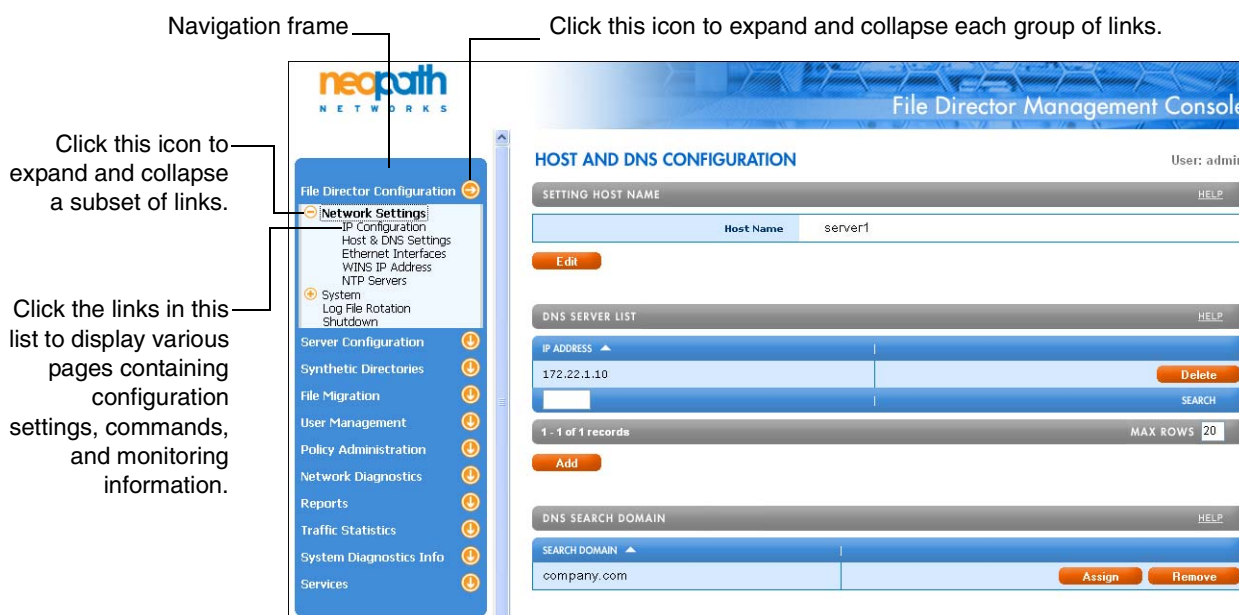 Navigation frame
Click this icon to expand and collapse each group of links.
neopath
NETWORKS
File Director Management Console
Click this icon to
expand and collapse
a subset of links.
Click the links in this
list to display various
pages containing
configuration
settings, commands,
and monitoring
information.
File Director Configuration
Network Settings
IP Configuration
Host & DNS Settings
Ethernet Interfaces
WINS IP Address
NTP Servers
System
Log File Rotation
Shutdown
Server Configuration
Synthetic Directories
File Migration
User Management
Policy Administration
Network Diagnostics
Reports
Traffic Statistics
System Diagnostics Info
Services
HOST AND DNS CONFIGURATION
User: admin
SETTING HOST NAME HELP
Host Name server1
Edit
DNS SERVER LIST HELP
IP ADDRESS
172.22.1.10 Delete
SEARCH
1 - 1 of 1 records MAX ROWS 20
Add
DNS SEARCH DOMAIN HELP
SEARCH DOMAIN
company.com Assign Remove